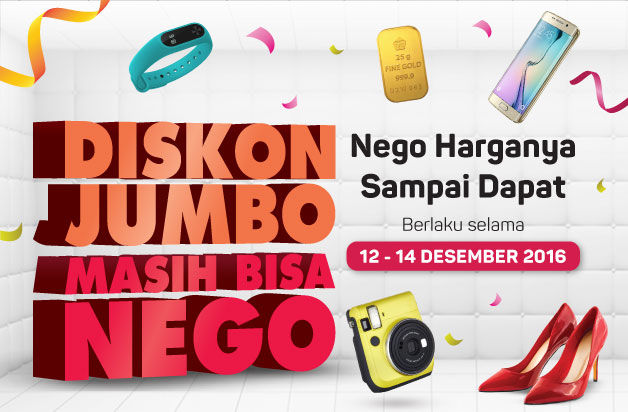 25 g
FINE GOLD
999.9
DISKON
JUMBO
MASIH BISA
NEGO
Nego Harganya
Sampai Dapat
Berlaku selama
12 - 14 DESEMBER 2016